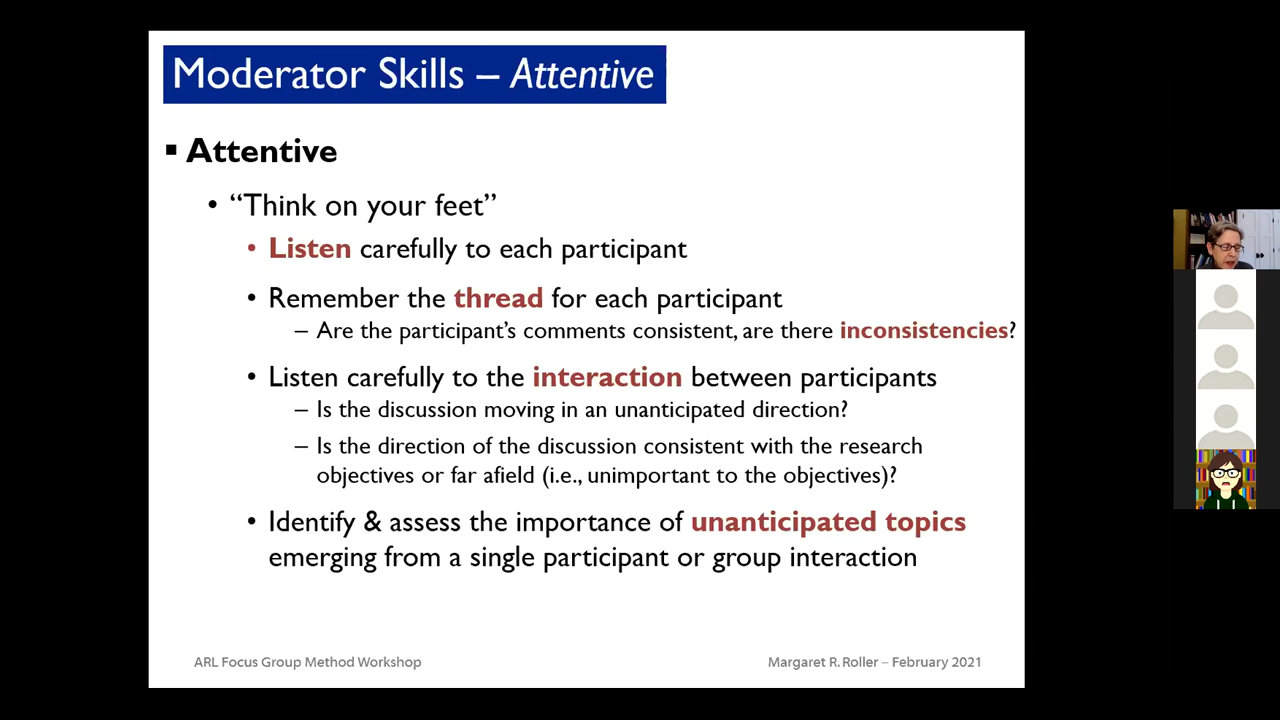 Moderator Skills – Attentive
▪ Attentive
• “Think on your feet”
• Listen carefully to each participant
• Remember the thread for each participant
– Are the participant’s comments consistent, are there inconsistencies?
• Listen carefully to the interaction between participants
– Is the discussion moving in an unanticipated direction?
– Is the direction of the discussion consistent with the research
objectives or far afield (i.e., unimportant to the objectives)?
• Identify & assess the importance of unanticipated topics
emerging from a single participant or group interaction
ARL Focus Group Method Workshop
Margaret R. Roller – February 2021